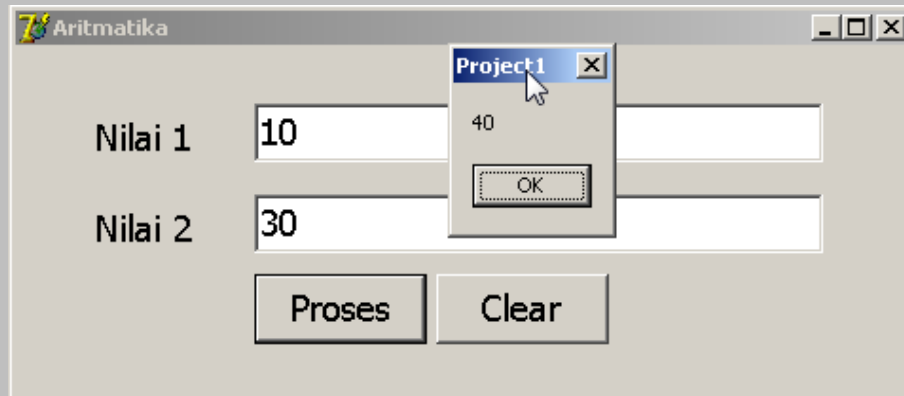 Aritmatika
Project1
Nilai 1
10
40
OK
Nilai 2
30
Proses
Clear